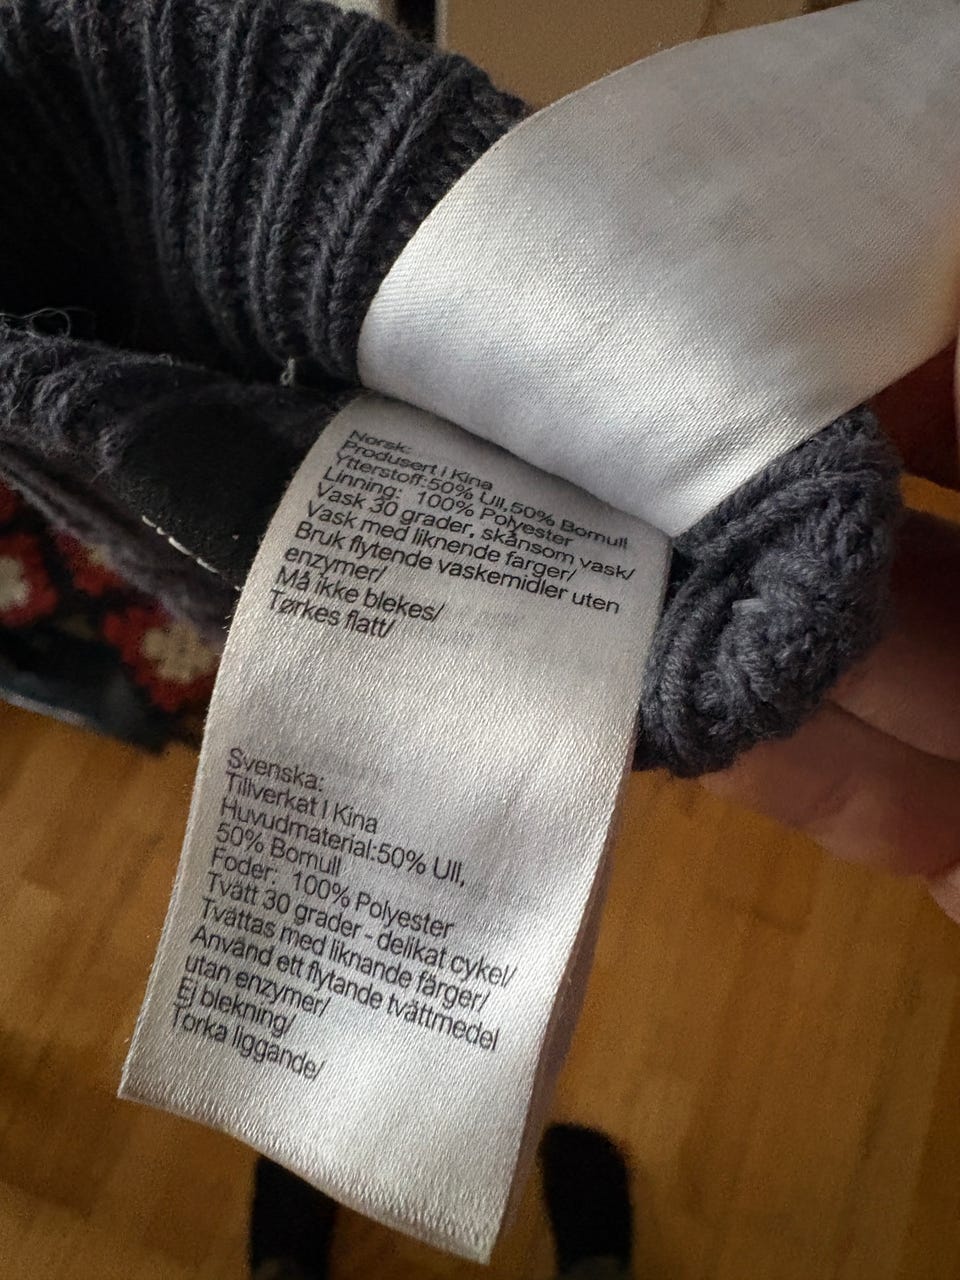 Norsk:
Produsert i Kina
Ytterstoff:50% Ull,50% Bomull
Linning: 100% Polyester
Vask 30 grader, skånsom vask/
Vask med liknende farger/
Bruk flytende vaskemidler uten
enzymer/
Må ikke blekes/
Tørkes flatt/
Svenska:
Tillverkat I Kina
Huvudmaterial:50% Ull,
50% Bomull
Foder: 100% Polyester
Tvätt 30 grader - delikat cykel/
Tvättas med liknande färger/
Använd ett flytande tvättmedel
utan enzymer/
Ej blekning/
Torka liggande/